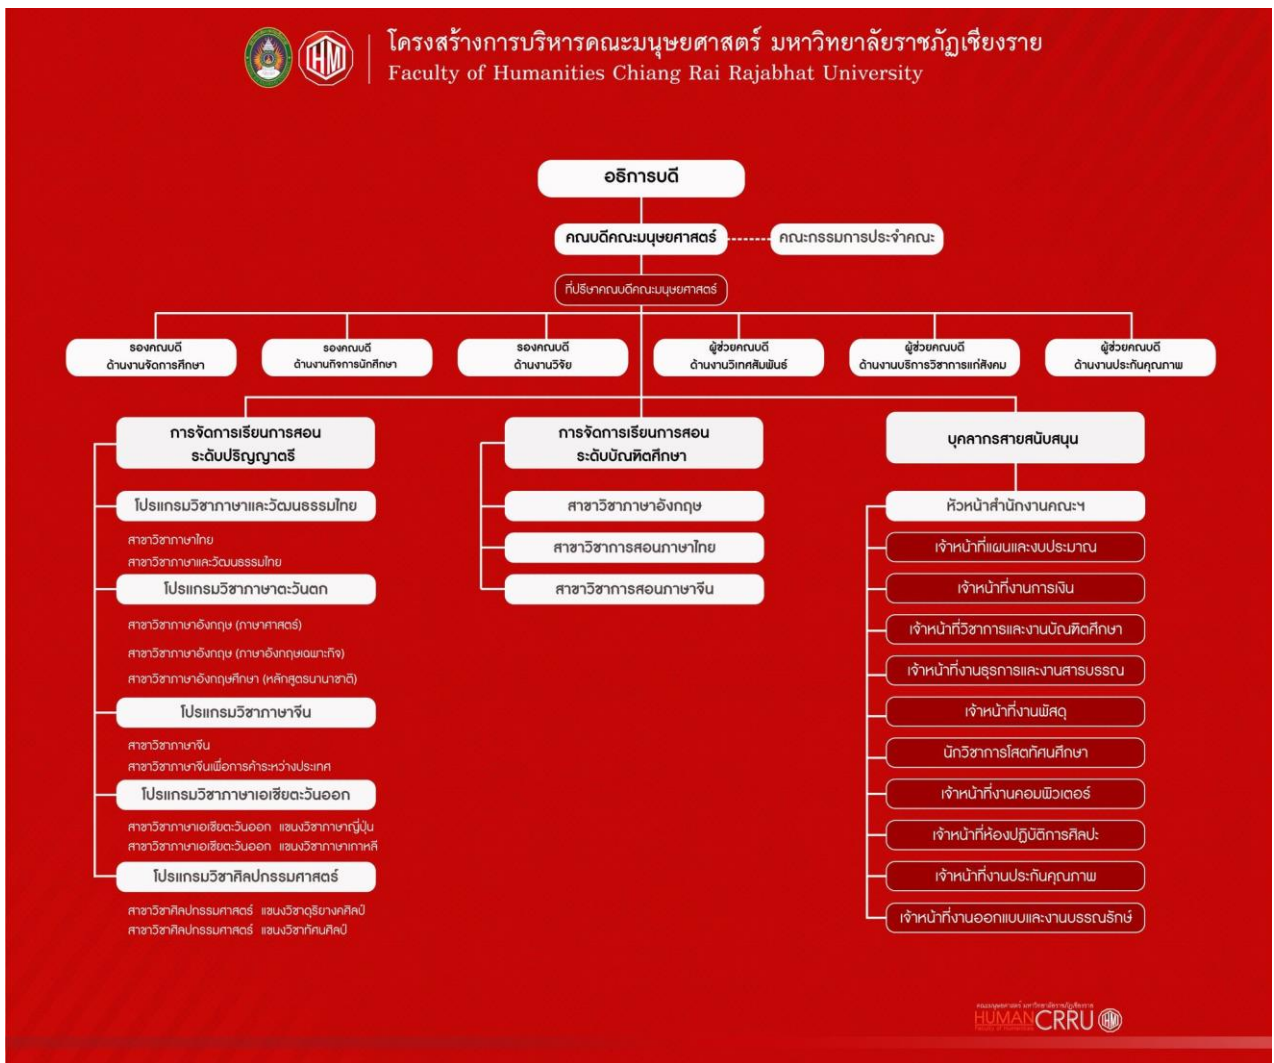 โครงสร้างการบริหารคณะมนุษยศาสตร์ มหาวิทยาลัยราชภัฏเชียงราย
Faculty of Humanities Chiang Rai Rajabhat University
อธิการบดี
คณบดีคณะมนุษยศาสตร์
คณะกรรมการประจำคณะ
ที่ปรึษาคณบดีคณะมนุษยศาสตร์
รองคณบดี
ด้านงานจัดการศึกษา
รองคณบดี
ด้านงานกิจการนักศึกษา
รองคณบดี
ด้านงานวิจัย
ผู้ช่วยคณบดี
ด้านงานวิเทศสัมพันธ์
ผู้ช่วยคณบดี
ด้านงานบริการวิชาการแก่สังคม
ผู้ช่วยคณบดี
ด้านงานประกันคุณภาพ
การจัดการเรียนการสอน
ระดับปริญญาตรี
โปรแกรมวิชาภาษาและวัฒนธรรมไทย
สาขาวิชาภาษาไทย
สาขาวิชาภาษาและวัฒนธรรมไทย
โปรแกรมวิชาภาษาตะวันตก
สาขาวิชาภาษาอังกฤษ (ภาษาศาสตร์)
สาขาวิชาภาษาอังกฤษ (ภาษาอังกฤษเฉพาะกิจ)
สาขาวิชาภาษาอังกฤษศึกษา (หลักสูตรนานาชาติ)
โปรแกรมวิชาภาษาจีน
สาขาวิชาภาษาจีน
สาขาวิชาภาษาจีนเพื่อการค้าระหว่างประเทศ
โปรแกรมวิชาภาษาเอเชียตะวันออก
สาขาวิชาภาษาเอเชียตะวันออก แขนงวิชาภาษาญี่ปุ่น
สาขาวิชาภาษาเอเชียตะวันออก แขนงวิชาภาษาเกาหลี
โปรแกรมวิชาศิลปกรรมศาสตร์
สาขาวิชาศิลปกรรมศาสตร์ แขนงวิชาดุริยางคศิลป์
สาขาวิชาศิลปกรรมศาสตร์ แขนงวิชาทัศนศิลป์
การจัดการเรียนการสอน
ระดับบัณฑิตศึกษา
สาขาวิชาภาษาอังกฤษ
สาขาวิชาการสอนภาษาไทย
สาขาวิชาการสอนภาษาจีน
บุคลากรสายสนับสนุน
หัวหน้าสำนักงานคณะฯ
เจ้าหน้าที่แผนและงบประมาณ
เจ้าหน้าที่งานการเงิน
เจ้าหน้าที่วิชาการและงานบัณฑิตศึกษา
เจ้าหน้าที่งานธุรการและงานสารบรรณ
เจ้าหน้าที่งานพัสดุ
นักวิชาการโสตทัศนศึกษา
เจ้าหน้าที่งานคอมพิวเตอร์
เจ้าหน้าที่ห้องปฏิบัติการศิลปะ
เจ้าหน้าที่งานประกันคุณภาพ
เจ้าหน้าที่งานออกแบบและงานบรรณรักษ์
คณะมนุษยศาสตร์ มหาวิทยาลัยราชภัฏเชียงราย
HUMAN CRRU
Faculty of Humanities